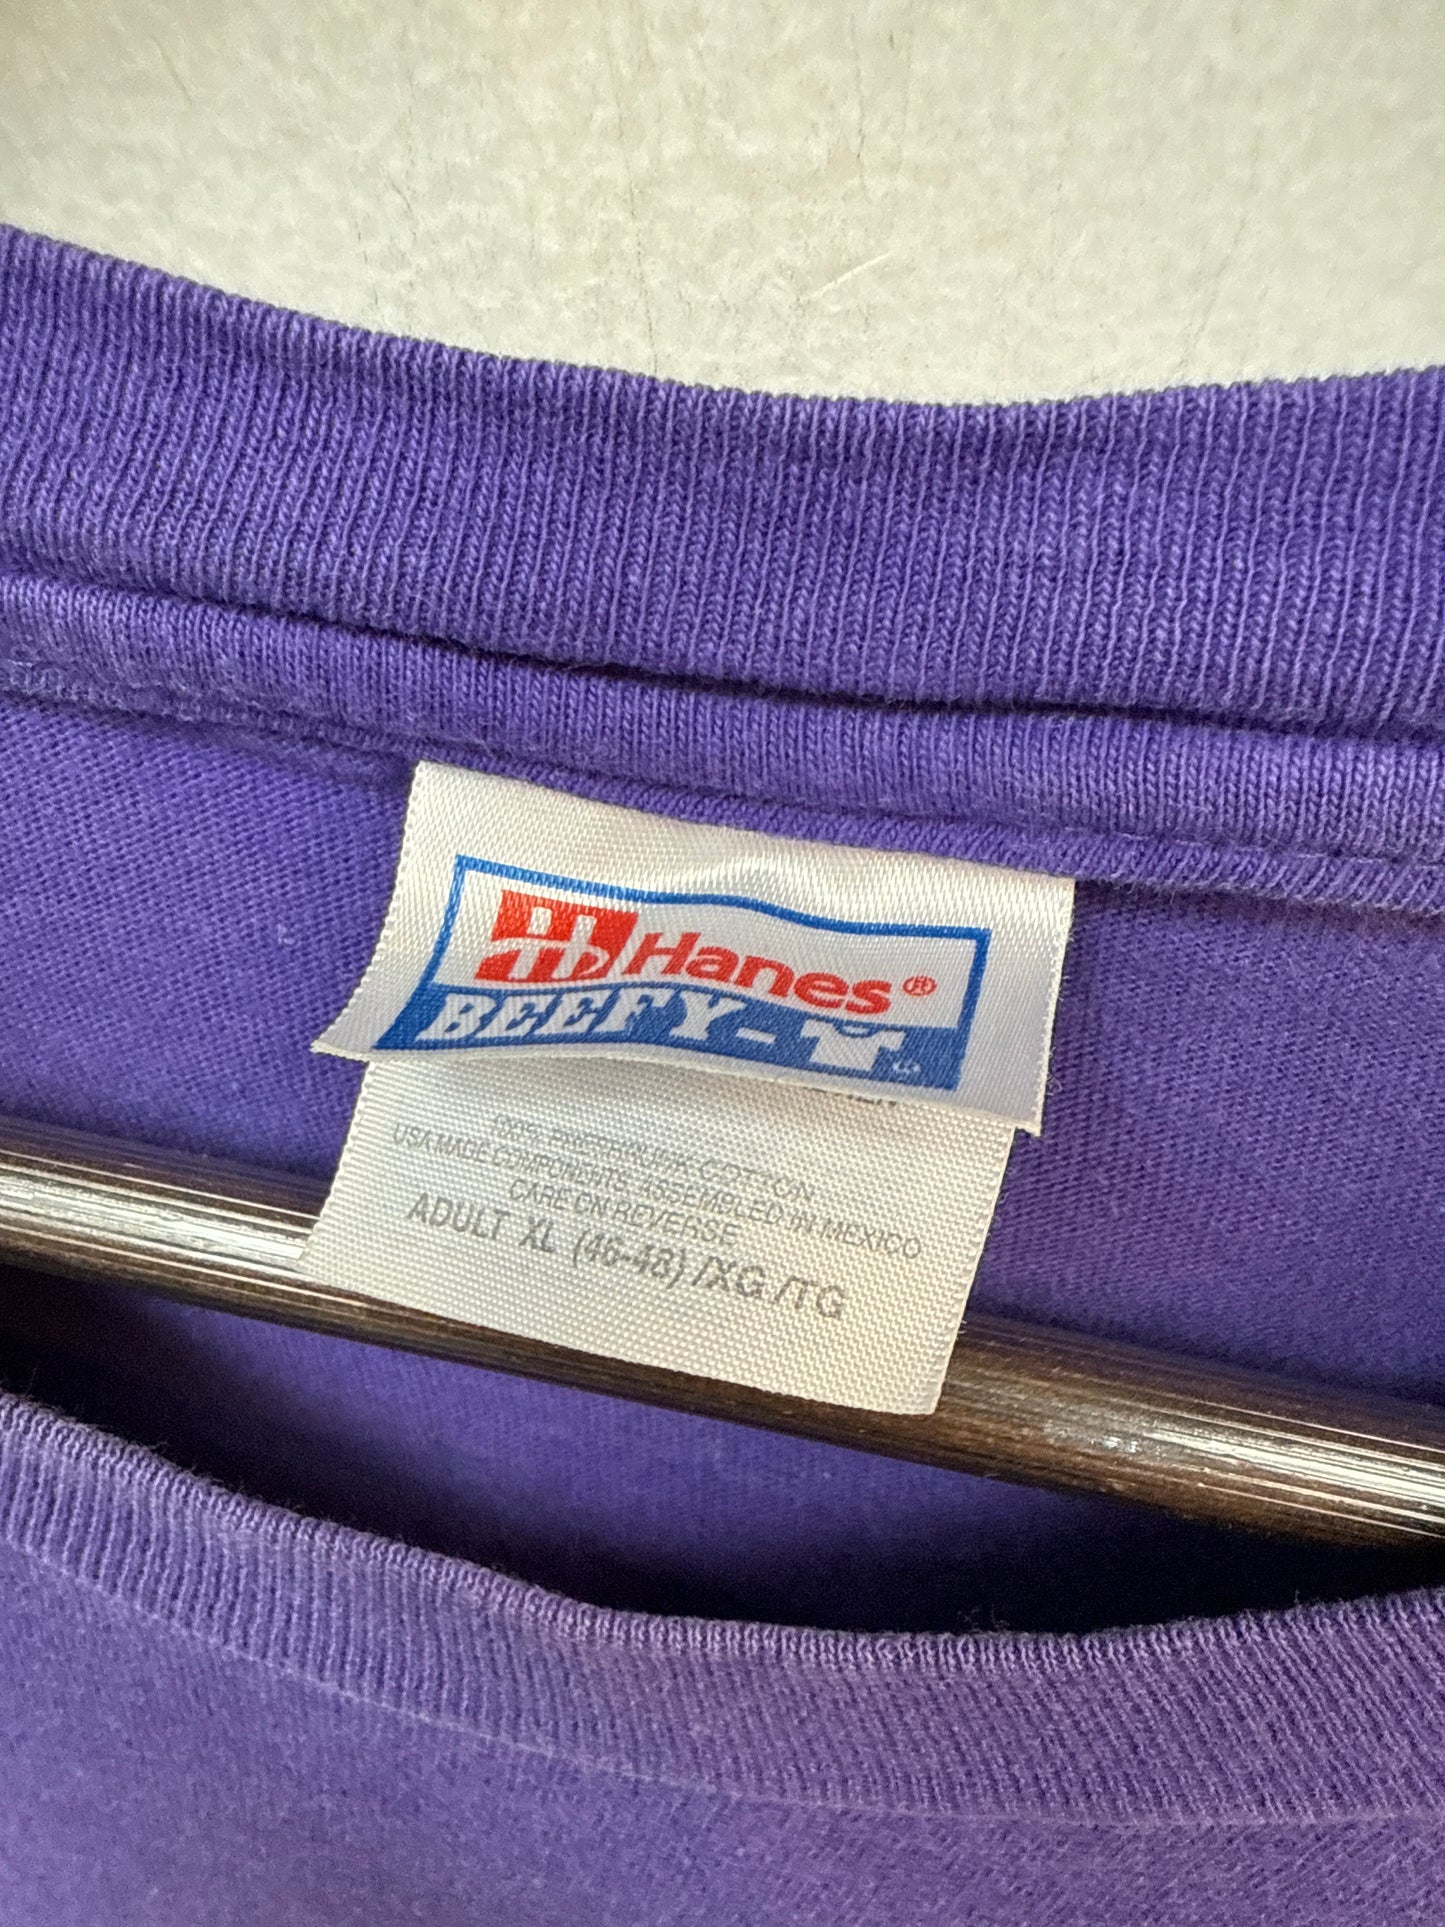 Hanes®
BEEFY-T
100% PRESHRUNK COTTON
USA MADE COMPONENTS, ASSEMBLED IN MEXICO
CARE ON REVERSE
ADULT XL (46-48) /XG /TG